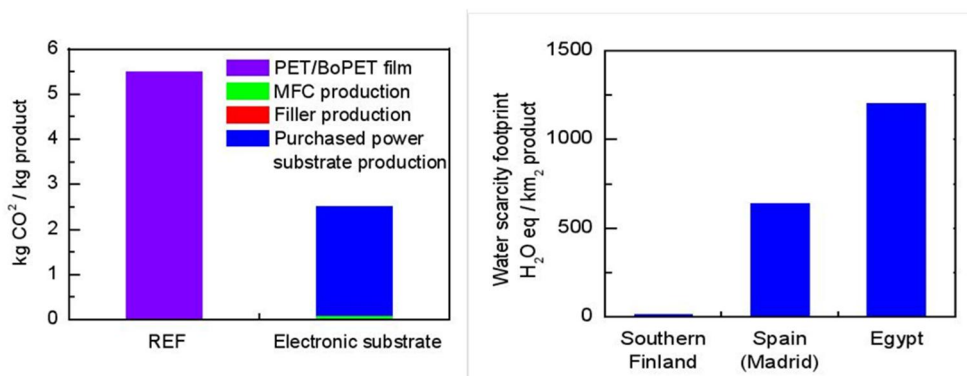 6
5
4
3
2
1
0
kg CO² / kg product
PET/BoPET film
MFC production
Filler production
Purchased power
substrate production
REF
Electronic substrate
1500
1000
500
0
Water scarcity footprint
H₂O eq / km₂ product
Southern
Finland
Spain
(Madrid)
Egypt